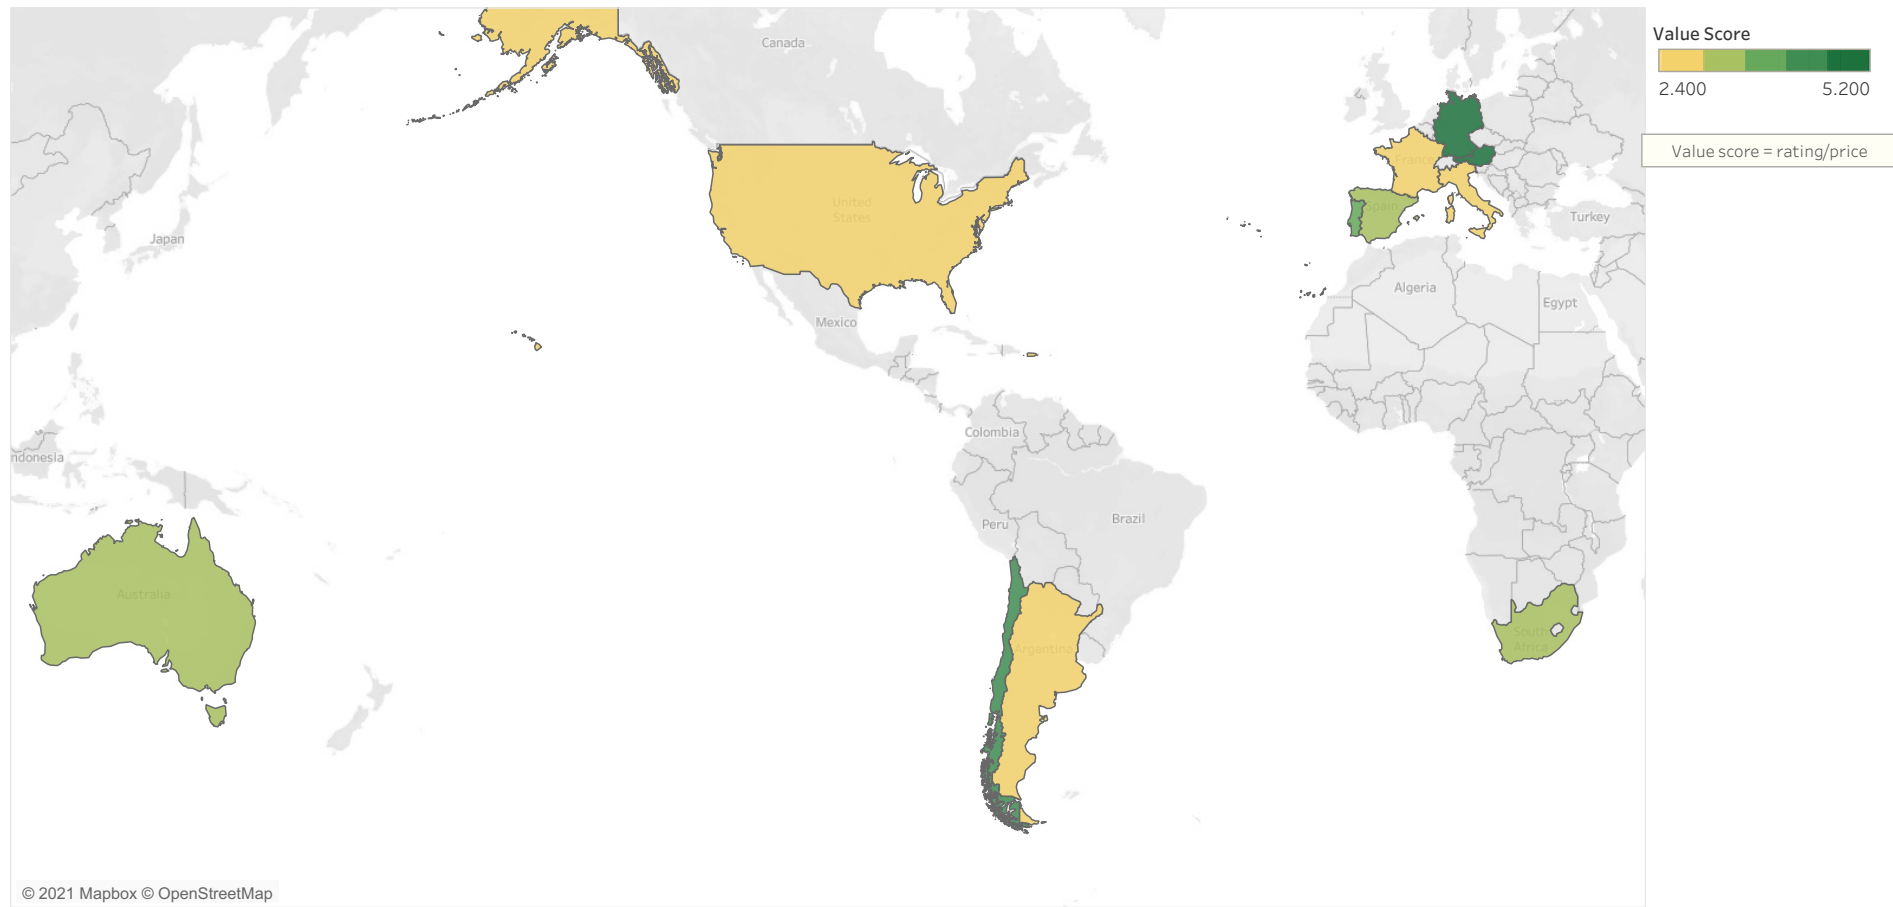 Canada
Value Score
2.400
5.200
Value score = rating/price
France
United
States
Spain
Turkey
Japan
Algeria
Egypt
Mexico
Colombia
ndonesia
Peru
Brazil
Australia
South
Africa
Argentina
© 2021 Mapbox © OpenStreetMap